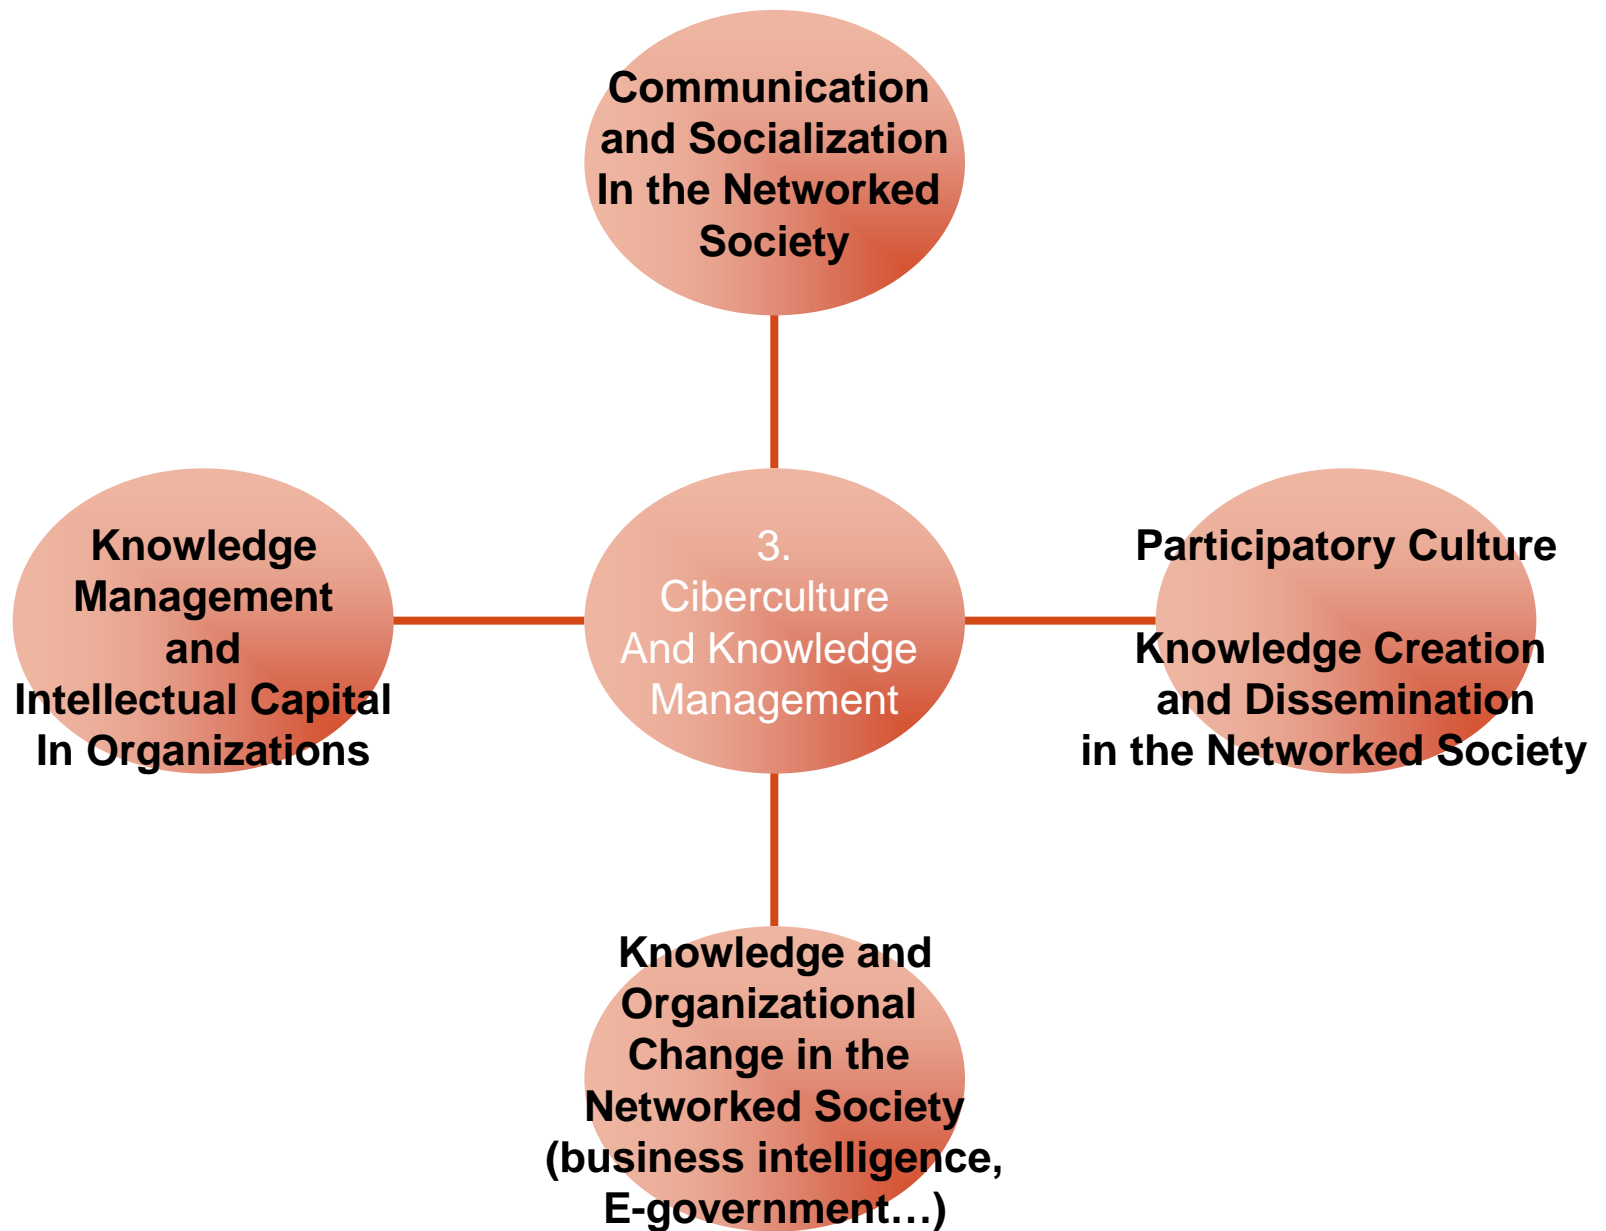 Communication
and Socialization
In the Networked
Society
Knowledge
Management
and
Intellectual Capital
In Organizations
3.
Ciberculture
And Knowledge
Management
Participatory Culture
Knowledge Creation
and Dissemination
in the Networked Society
Knowledge and
Organizational
Change in the
Networked Society
(business intelligence,
E-government…)